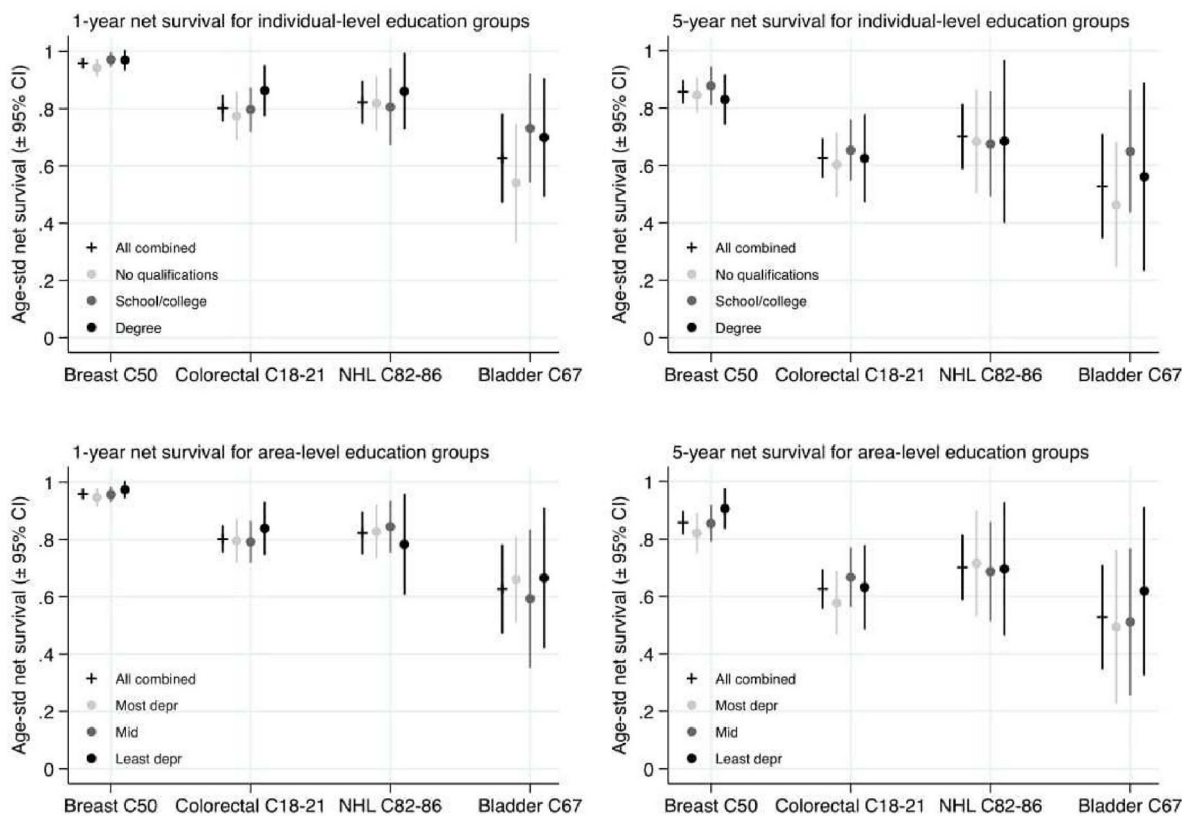 1-year net survival for individual-level education groups
Age-std net survival (± 95% CI)
1
.8
.6
.4
.2
0
All combined
No qualifications
School/college
Degree
Breast C50 Colorectal C18-21 NHL C82-86 Bladder C67
5-year net survival for individual-level education groups
Age-std net survival (± 95% CI)
1
.8
.6
.4
.2
0
All combined
No qualifications
School/college
Degree
Breast C50 Colorectal C18-21 NHL C82-86 Bladder C67
1-year net survival for area-level education groups
Age-std net survival (± 95% CI)
1
.8
.6
.4
.2
0
All combined
Most depr
Mid
Least depr
Breast C50 Colorectal C18-21 NHL C82-86 Bladder C67
5-year net survival for area-level education groups
Age-std net survival (± 95% CI)
1
.8
.6
.4
.2
0
All combined
Most depr
Mid
Least depr
Breast C50 Colorectal C18-21 NHL C82-86 Bladder C67